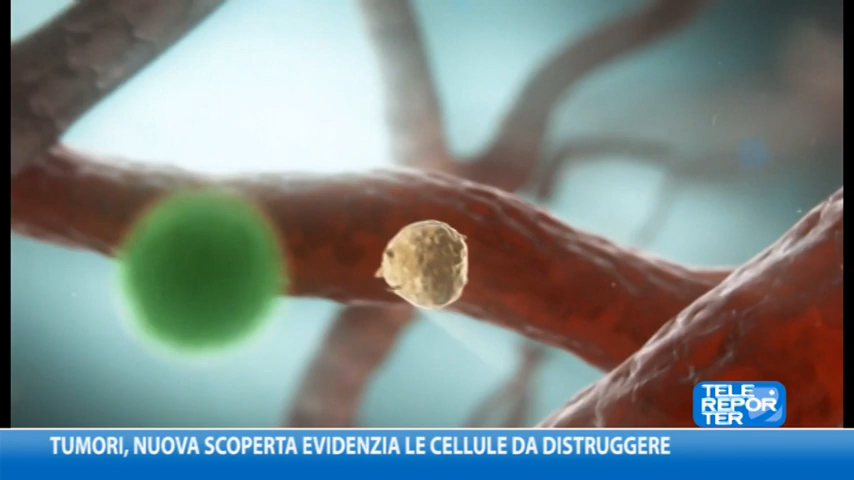 TELE
REPOR
TER
TUMORI, NUOVA SCOPERTA EVIDENZIA LE CELLULE DA DISTRUGGERE